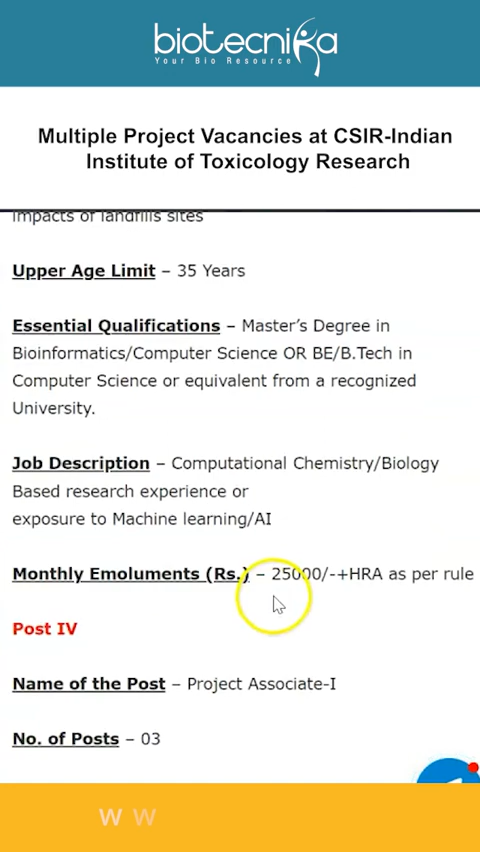 biotecnika
Your Bio Resource
Multiple Project Vacancies at CSIR-Indian
Institute of Toxicology Research
impacts of landfills sites
Upper Age Limit – 35 Years
Essential Qualifications – Master’s Degree in
Bioinformatics/Computer Science OR BE/B.Tech in
Computer Science or equivalent from a recognized
University.
Job Description – Computational Chemistry/Biology
Based research experience or
exposure to Machine learning/AI
Monthly Emoluments (Rs.) – 25000/-+HRA as per rule
Post IV
Name of the Post – Project Associate-I
No. of Posts – 03
W W